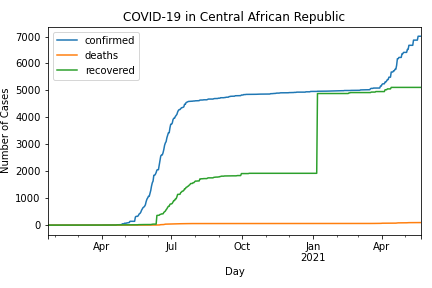 COVID-19 in Central African Republic
confirmed
deaths
recovered
Number of Cases
7000
6000
5000
4000
3000
2000
1000
0
Apr
Jul
Oct
Jan
2021
Apr
Day